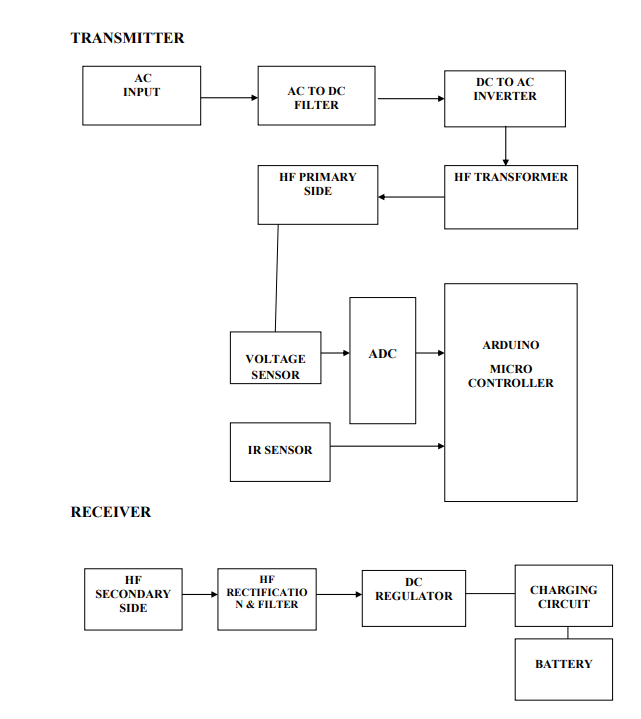 TRANSMITTER
AC
INPUT
AC TO DC
FILTER
DC TO AC
INVERTER
HF PRIMARY
SIDE
HF TRANSFORMER
VOLTAGE
SENSOR
ADC
ARDUINO
MICRO
CONTROLLER
IR SENSOR
RECEIVER
HF
SECONDARY
SIDE
HF
RECTIFICATIO
N & FILTER
DC
REGULATOR
CHARGING
CIRCUIT
BATTERY